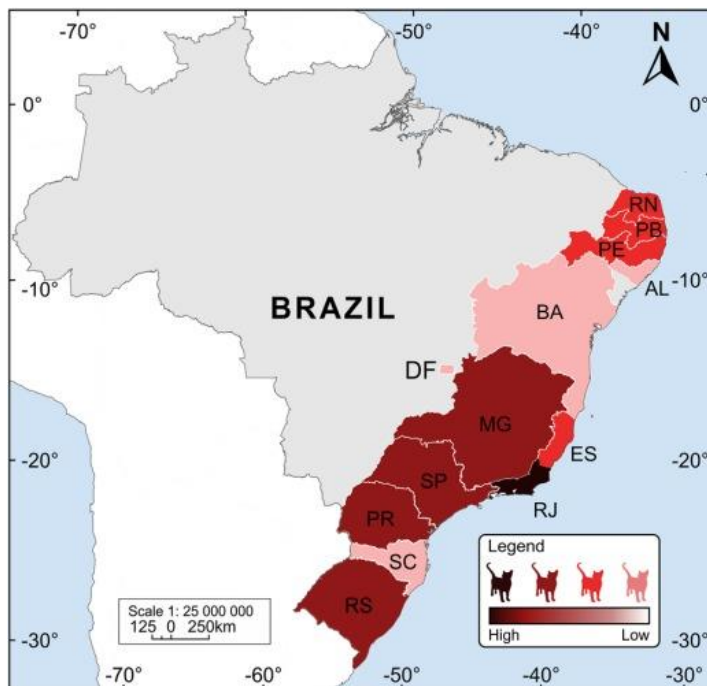 -70° -50° -40°
N
0° 0°
RN
PB
PE
AL
-10° -10°
BRAZIL
BA
DF
MG
ES
-20° -20°
SP
RJ
PR
SC
RS
Legend
High Low
Scale 1: 25 000 000
125 0 250km
-30° -30°
-70° -60° -50° -40° -30°